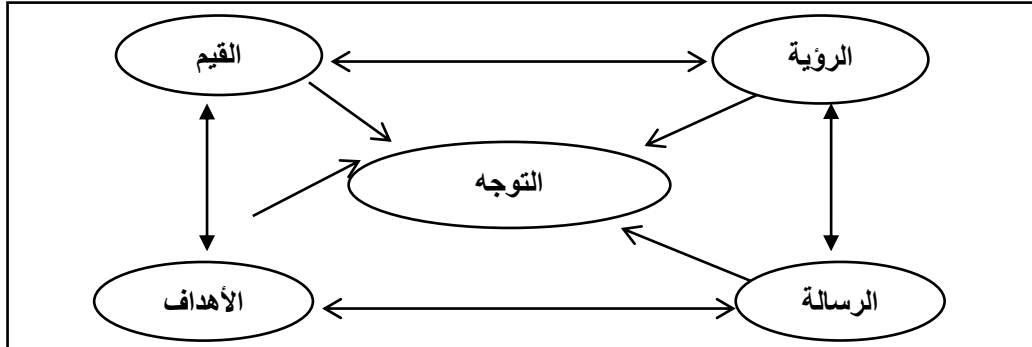 الرؤية
القيم
التوجه
الرسالة
الأهداف